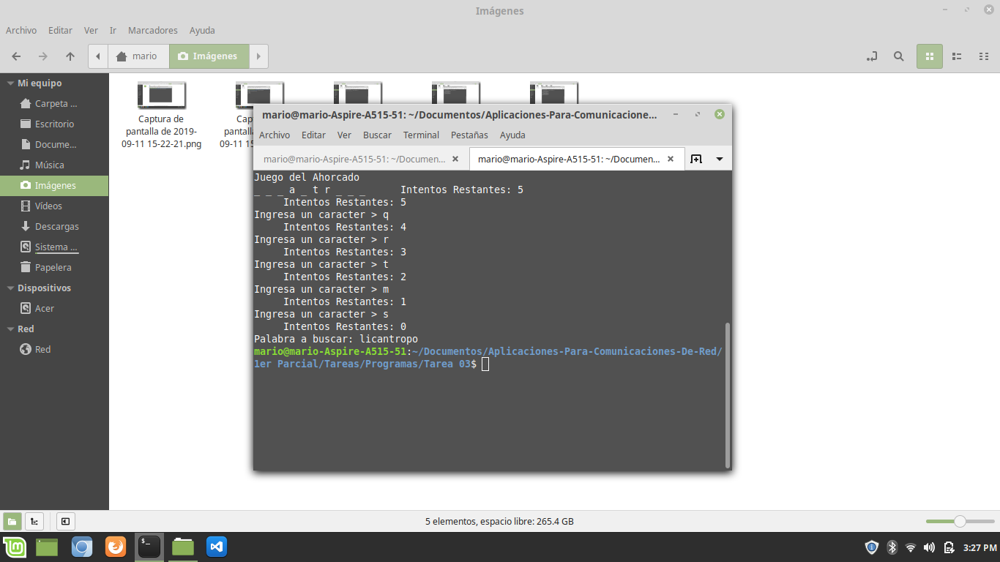 Imágenes
Archivo Editar Ver Ir Marcadores Ayuda
mario Imágenes
Mi equipo
Carpeta ...
Escritorio
Docume...
Música
Imágenes
Vídeos
Descargas
Sistema ...
Papelera
Dispositivos
Acer
Red
Red
Captura de
pantalla de 2019-
09-11 15-22-21.png
mario@mario-Aspire-A515-51: ~/Documentos/Aplicaciones-Para-Comunicacione...
Archivo Editar Ver Buscar Terminal Pestañas Ayuda
mario@mario-Aspire-A515-51: ~/Documen... mario@mario-Aspire-A515-51: ~/Documen...
Juego del Ahorcado
_ _ _ a _ t r _ _ _ Intentos Restantes: 5
Intentos Restantes: 5
Ingresa un caracter > q
Intentos Restantes: 4
Ingresa un caracter > r
Intentos Restantes: 3
Ingresa un caracter > t
Intentos Restantes: 2
Ingresa un caracter > m
Intentos Restantes: 1
Ingresa un caracter > s
Intentos Restantes: 0
Palabra a buscar: licantropo
mario@mario-Aspire-A515-51:~/Documentos/Aplicaciones-Para-Comunicaciones-De-Red/
1er Parcial/Tareas/Programas/Tarea 03$
5 elementos, espacio libre: 265.4 GB
3:27 PM